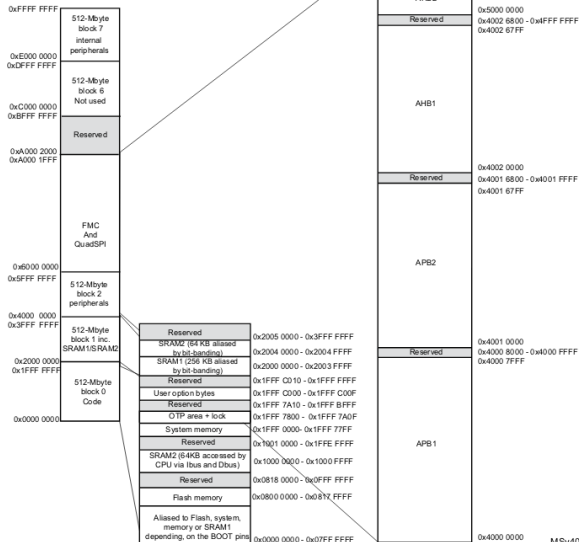 0xFFFF FFFF
512-Mbyte
block 7
internal
peripherals
0xE000 0000
0xDFFF FFFF
512-Mbyte
block 6
Not used
0xC000 0000
0xBFFF FFFF
Reserved
0xA000 2000
0xA000 1FFF
FMC
And
QuadSPI
0x6000 0000
0x5FFF FFFF
512-Mbyte
block 2
peripherals
0x4000 0000
0x3FFF FFFF
512-Mbyte
block 1 inc.
SRAM1/SRAM2
0x2000 0000
0x1FFF FFFF
512-Mbyte
block 0
Code
0x0000 0000
Reserved
0x2005 0000 - 0x3FFF FFFF
SRAM2 (64 KB aliased
by bit-banding)
0x2004 0000 - 0x2004 FFFF
SRAM1 (256 KB aliased
by bit-banding)
0x2000 0000 - 0x2003 FFFF
Reserved
0x1FFF C010 - 0x1FFF FFFF
User option bytes
0x1FFF C000 - 0x1FFF C00F
Reserved
0x1FFF 7A10 - 0x1FFF BFFF
OTP area + lock
0x1FFF 7800 - 0x1FFF 7A0F
System memory
0x1FFF 0000- 0x1FFF 77FF
Reserved
0x1001 0000 - 0x1FFE FFFF
SRAM2 (64KB accessed by
CPU via Ibus and Dbus)
0x1000 0000 - 0x1000 FFFF
Reserved
0x0818 0000 - 0x0FFF FFFF
Flash memory
0x0800 0000 - 0x0817 FFFF
Aliased to Flash, system,
memory or SRAM1
depending, on the BOOT pins
0x0000 0000 - 0x07FF FFFF
0x5000 0000
Reserved
0x4002 6800 - 0x4FFF FFFF
0x4002 67FF
AHB1
0x4002 0000
Reserved
0x4001 6800 - 0x4001 FFFF
0x4001 67FF
APB2
0x4001 0000
Reserved
0x4000 8000 - 0x4000 FFFF
0x4000 7FFF
APB1
0x4000 0000